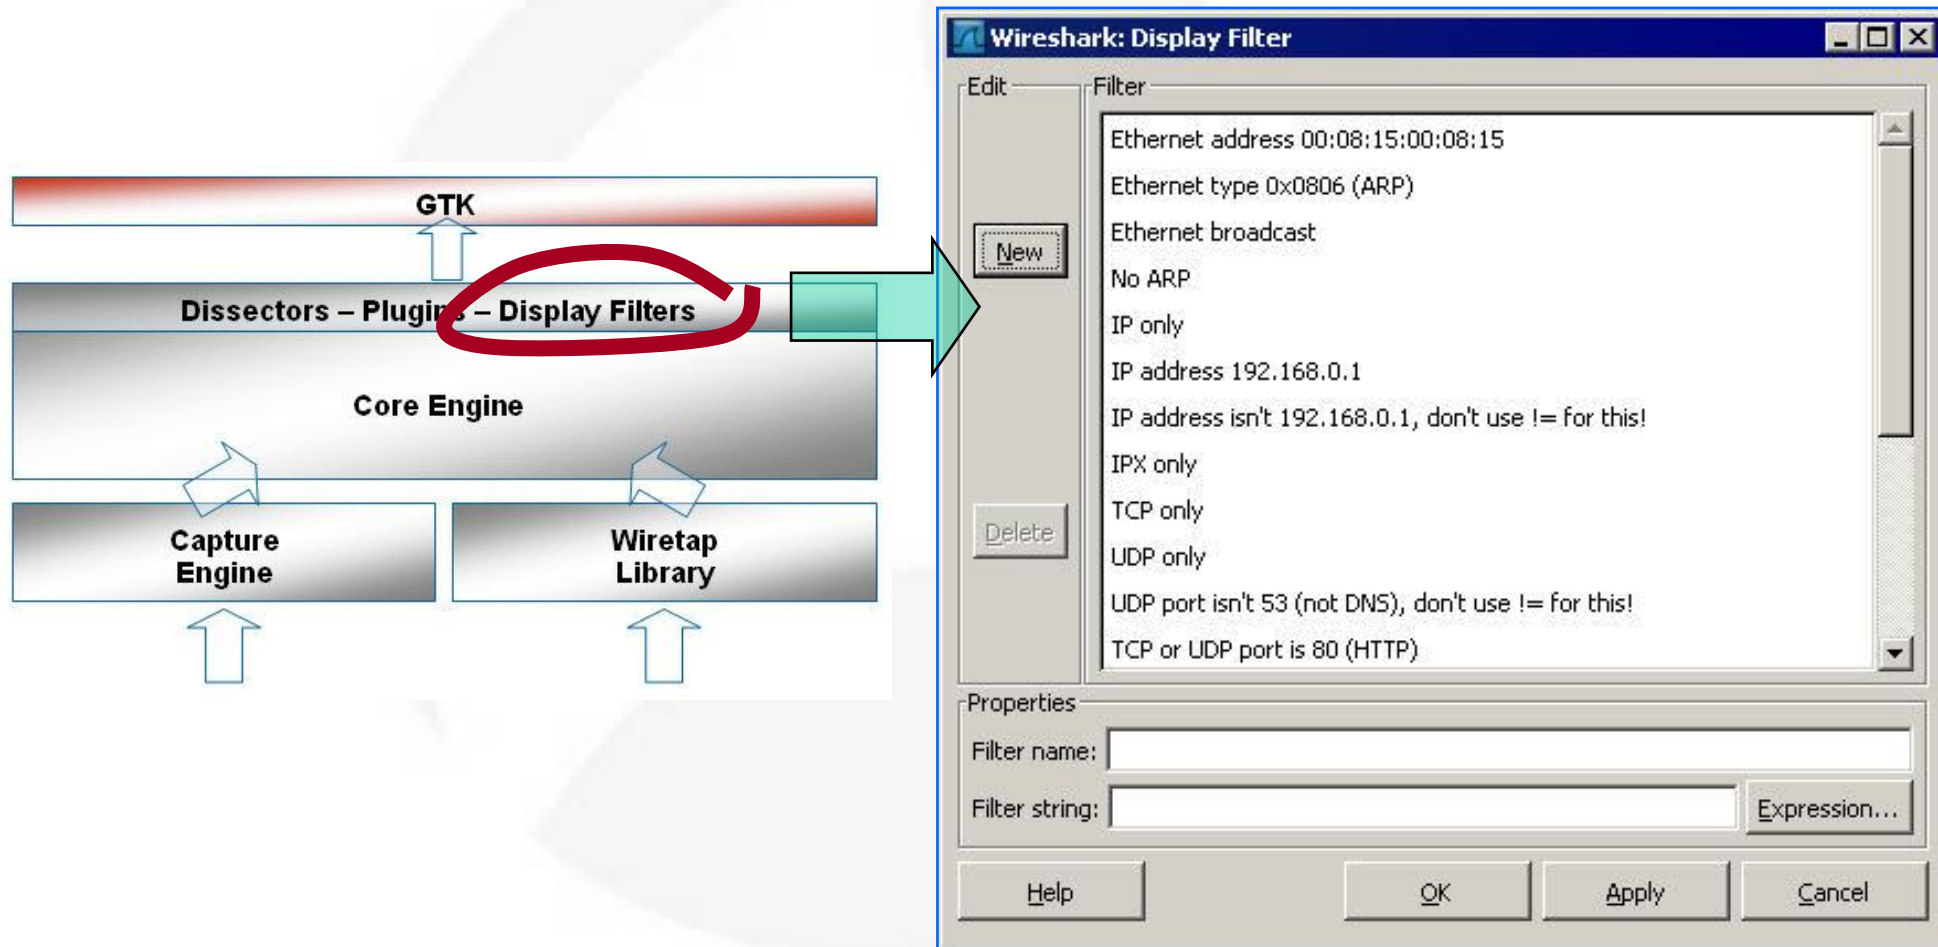 GTK
Dissectors – Plugins – Display Filters
Core Engine
Capture
Engine
Wiretap
Library
Wireshark: Display Filter
Edit
Filter
New
Delete
Ethernet address 00:08:15:00:08:15
Ethernet type 0x0806 (ARP)
Ethernet broadcast
No ARP
IP only
IP address 192.168.0.1
IP address isn't 192.168.0.1, don't use != for this!
IPX only
TCP only
UDP only
UDP port isn't 53 (not DNS), don't use != for this!
TCP or UDP port is 80 (HTTP)
Properties
Filter name:
Filter string:
Expression...
Help
OK
Apply
Cancel